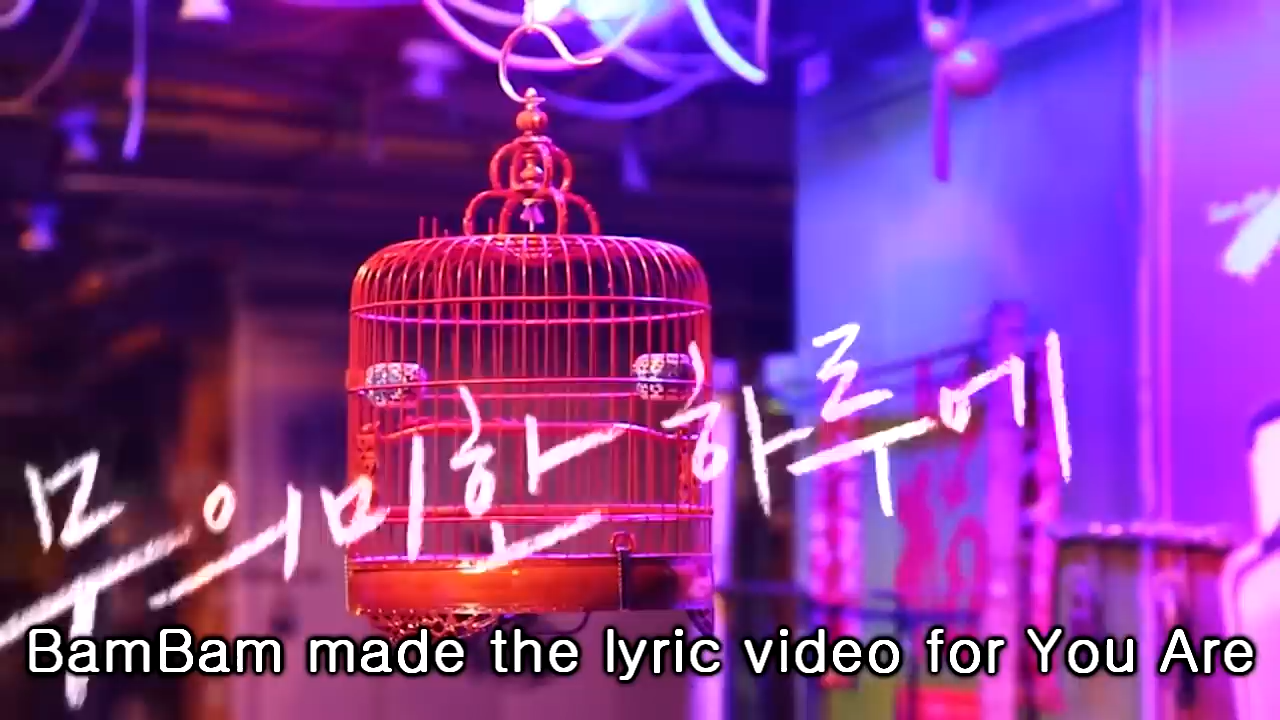 무의미한 하루에
BamBam made the lyric video for You Are